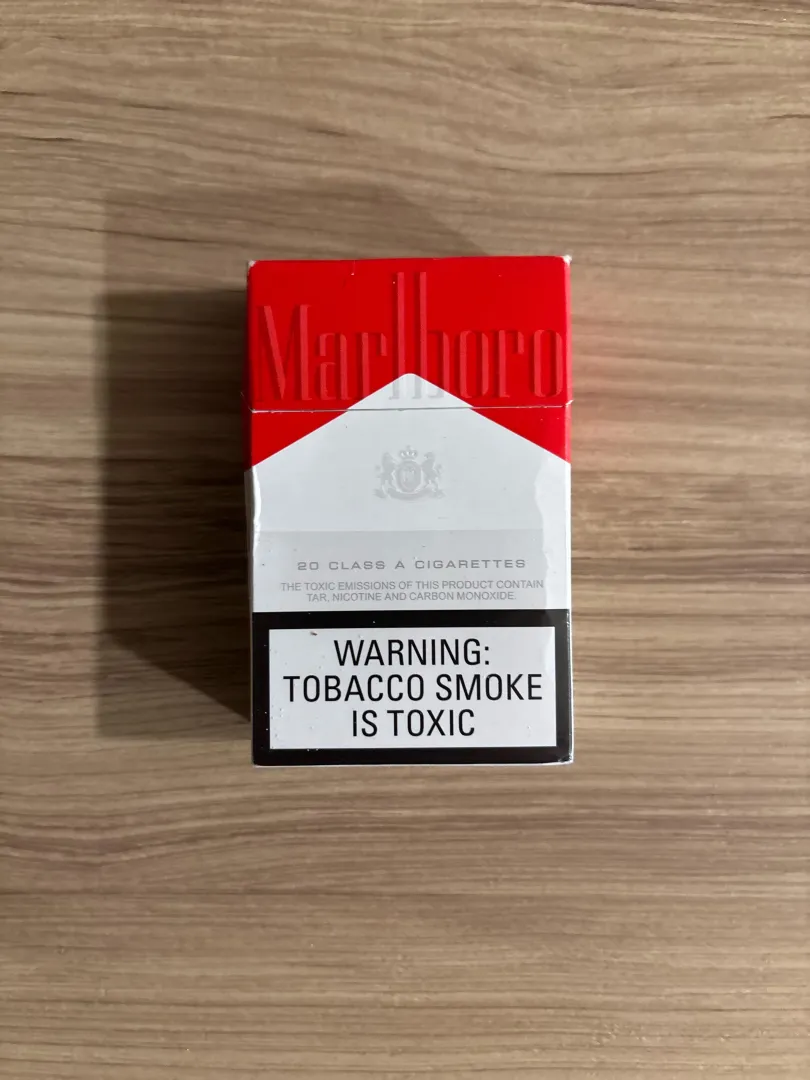 Marlboro
20 CLASS A CIGARETTES
THE TOXIC EMISSIONS OF THIS PRODUCT CONTAIN
TAR, NICOTINE AND CARBON MONOXIDE.
WARNING:
TOBACCO SMOKE
IS TOXIC